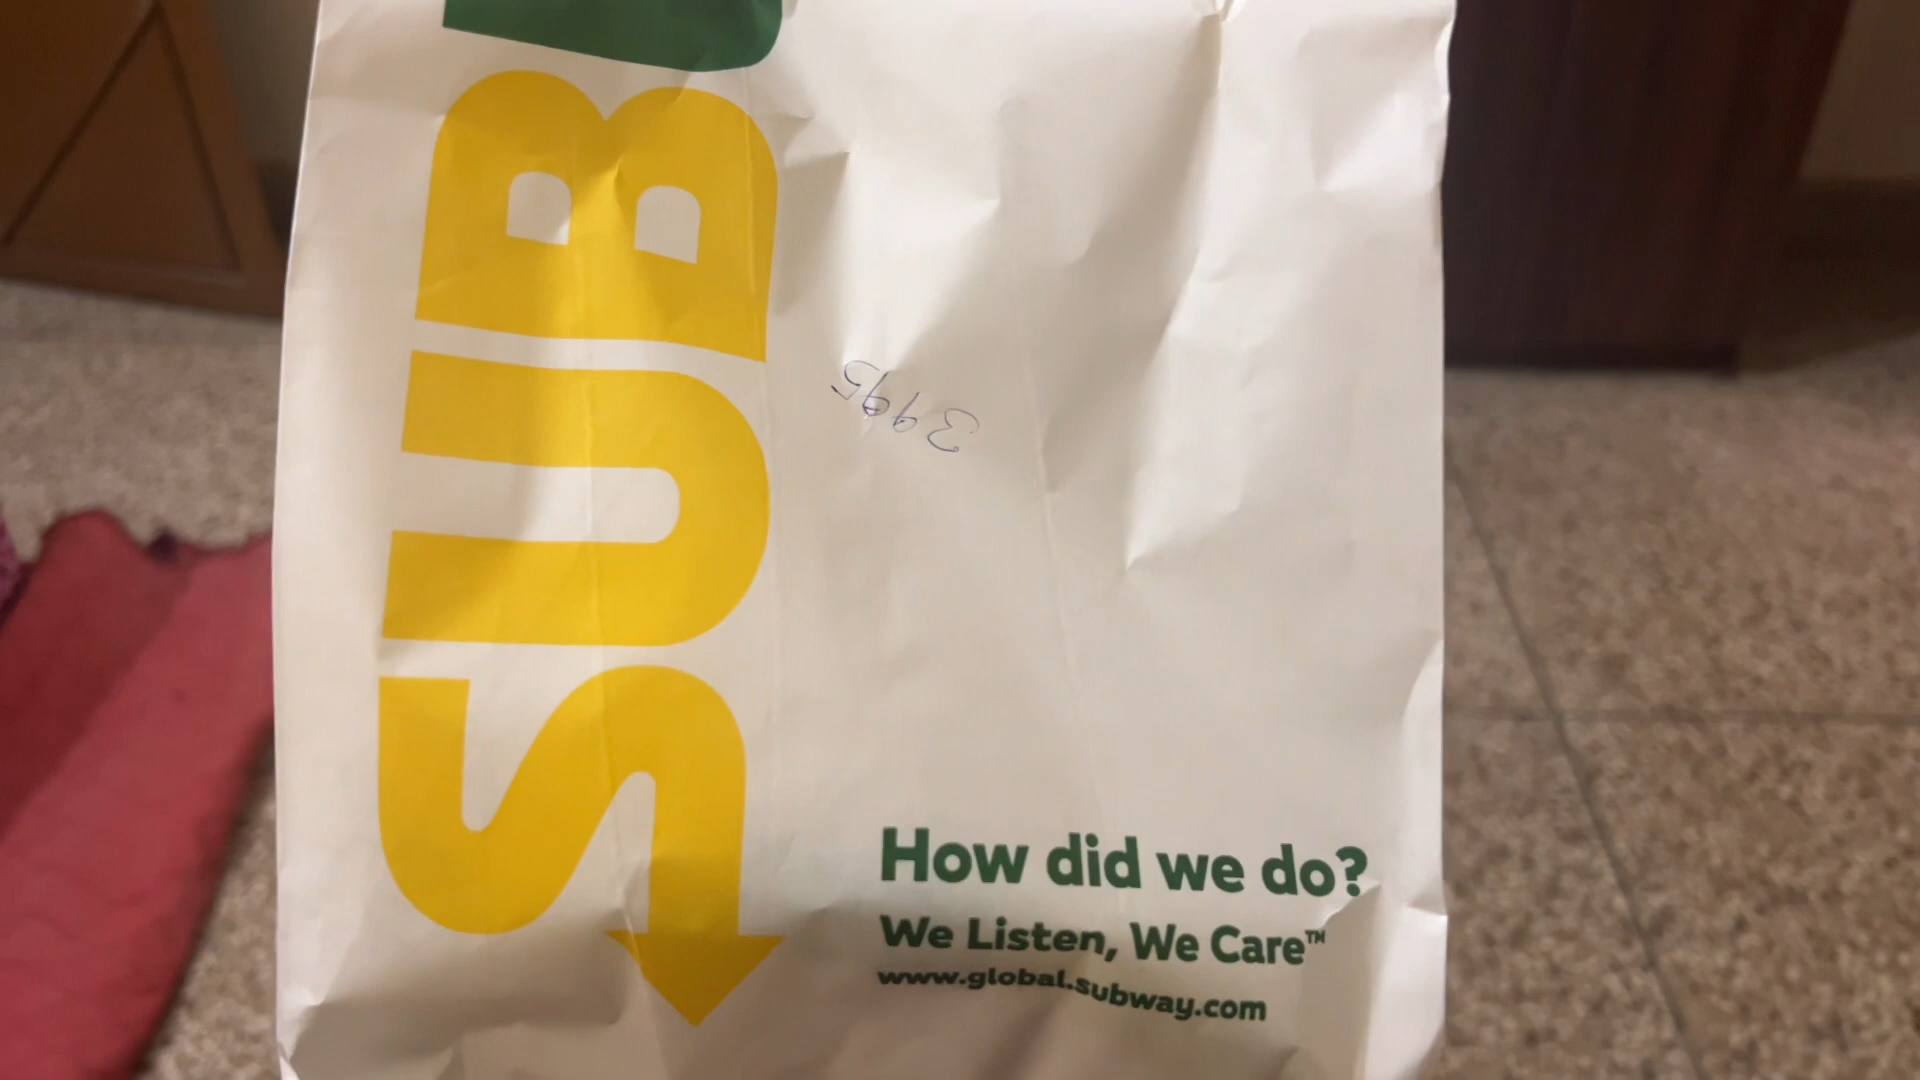 SUB
3995
How did we do?
We Listen, We Care™
www.global.subway.com